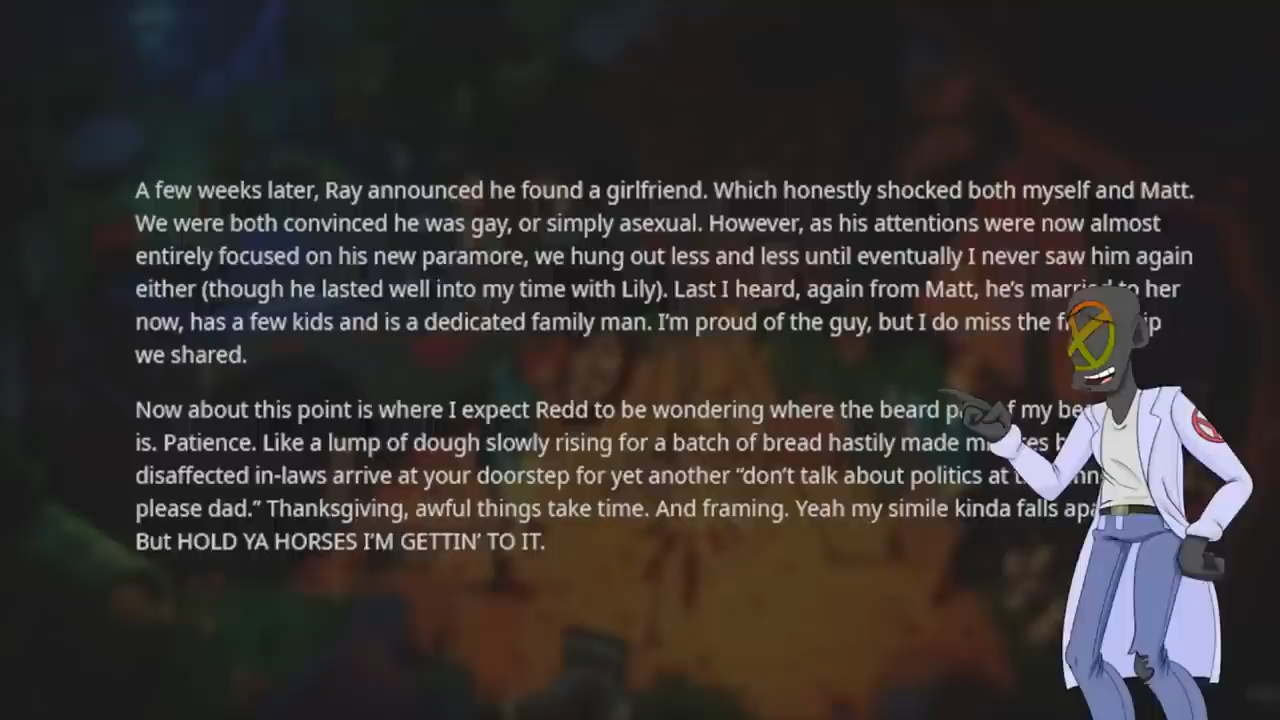 A few weeks later, Ray announced he found a girlfriend. Which honestly shocked both myself and Matt.
We were both convinced he was gay, or simply asexual. However, as his attentions were now almost
entirely focused on his new paramore, we hung out less and less until eventually I never saw him again
either (though he lasted well into my time with Lily). Last I heard, again from Matt, he's married to her
now, has a few kids and is a dedicated family man. I'm proud of the guy, but I do miss the
we shared.
Now about this point is where I expect Redd to be wondering where the beard of my
is. Patience. Like a lump of dough slowly rising for a batch of bread hastily made
disaffected in-laws arrive at your doorstep for yet another “don't talk about politics at
please dad.” Thanksgiving, awful things take time. And framing. Yeah my simile kinda falls
But HOLD YA HORSES I'M GETTIN' TO IT.